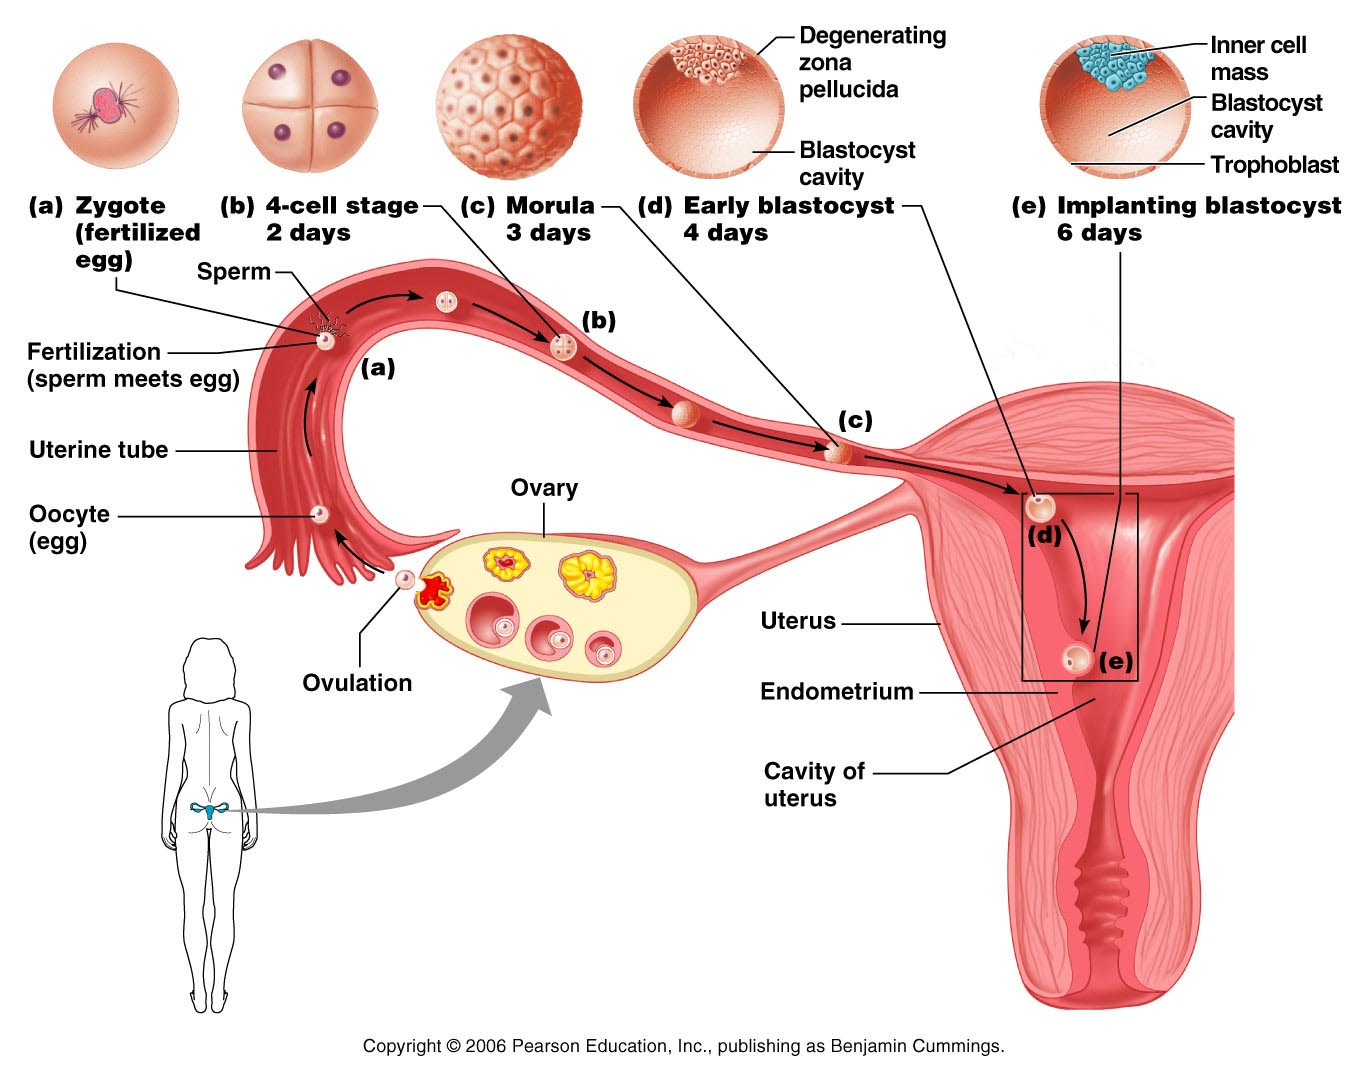 Degenerating
zona
pellucida
Blastocyst
cavity
Inner cell
mass
Blastocyst
cavity
Trophoblast
(a) Zygote
(fertilized
egg)
(b) 4-cell stage
2 days
(c) Morula
3 days
(d) Early blastocyst
4 days
(e) Implanting blastocyst
6 days
Sperm
Fertilization
(sperm meets egg)
(a)
(b)
(c)
Uterine tube
Oocyte
(egg)
Ovary
Ovulation
(d)
(e)
Uterus
Endometrium
Cavity of
uterus
Copyright © 2006 Pearson Education, Inc., publishing as Benjamin Cummings.